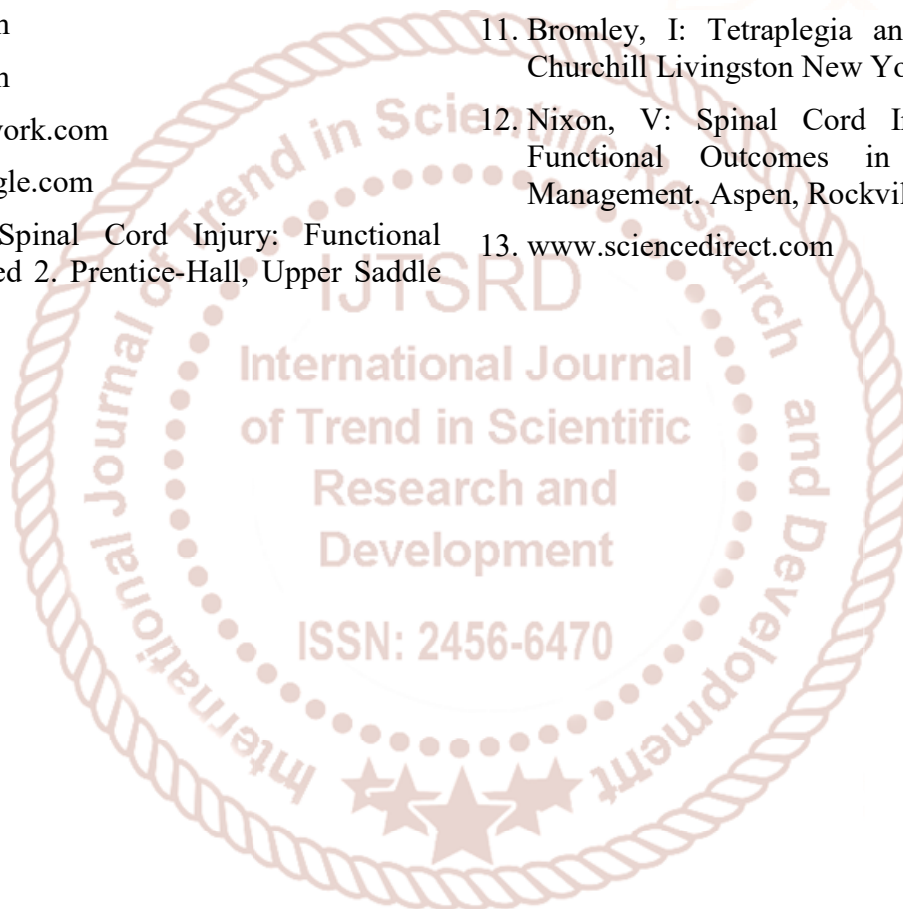 ork.com
gle.com
Spinal Cord Injury: Functional
ed 2. Prentice-Hall, Upper Saddle
11. Bromley, I: Tetraplegia an
Churchill Livingston New Yo
12. Nixon, V: Spinal Cord I
Functional Outcomes in
Management. Aspen, Rockvil
13. www.sciencedirect.com
International Journal of Trend in Scientific Research and Development
IJTSRD
International Journal
of Trend in Scientific
Research and
Development
ISSN: 2456-6470